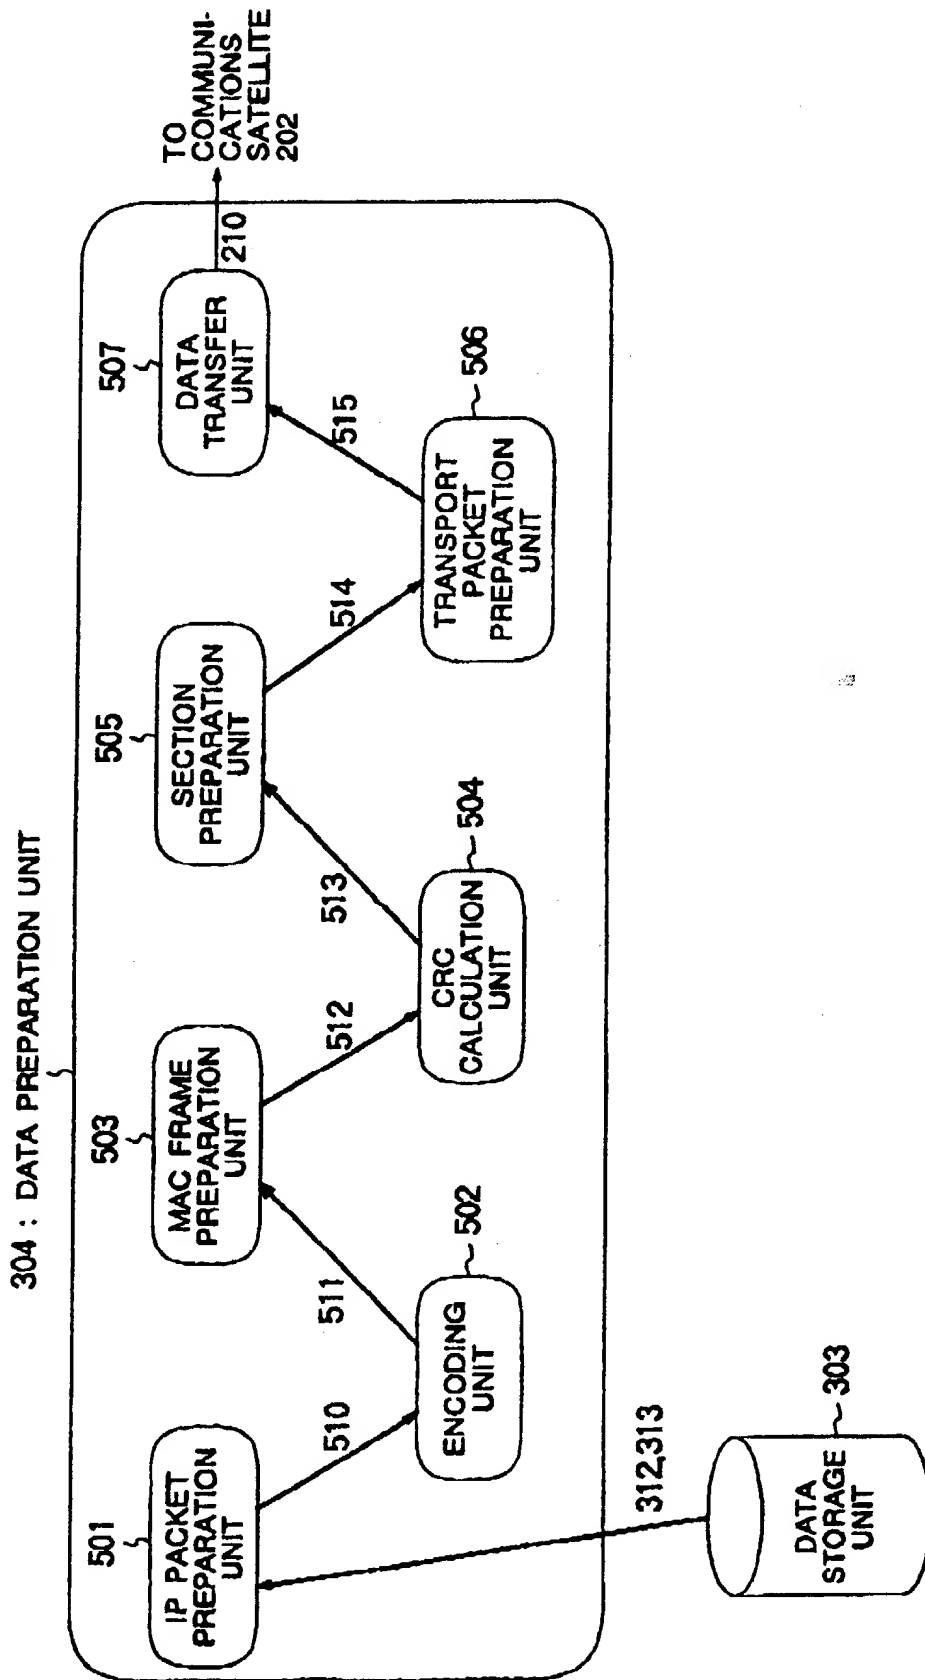 304 : DATA PREPARATION UNIT
501
IP PACKET
PREPARATION
UNIT
510
ENCODING
UNIT
502
511
503
MAC FRAME
PREPARATION
UNIT
512
CRC
CALCULATION
UNIT
504
513
505
SECTION
PREPARATION
UNIT
514
TRANSPORT
PACKET
PREPARATION
UNIT
506
515
507
DATA
TRANSFER
UNIT
210
TO
COMMUNI-
CATIONS
SATELLITE
202
312,313
DATA
STORAGE
UNIT
303